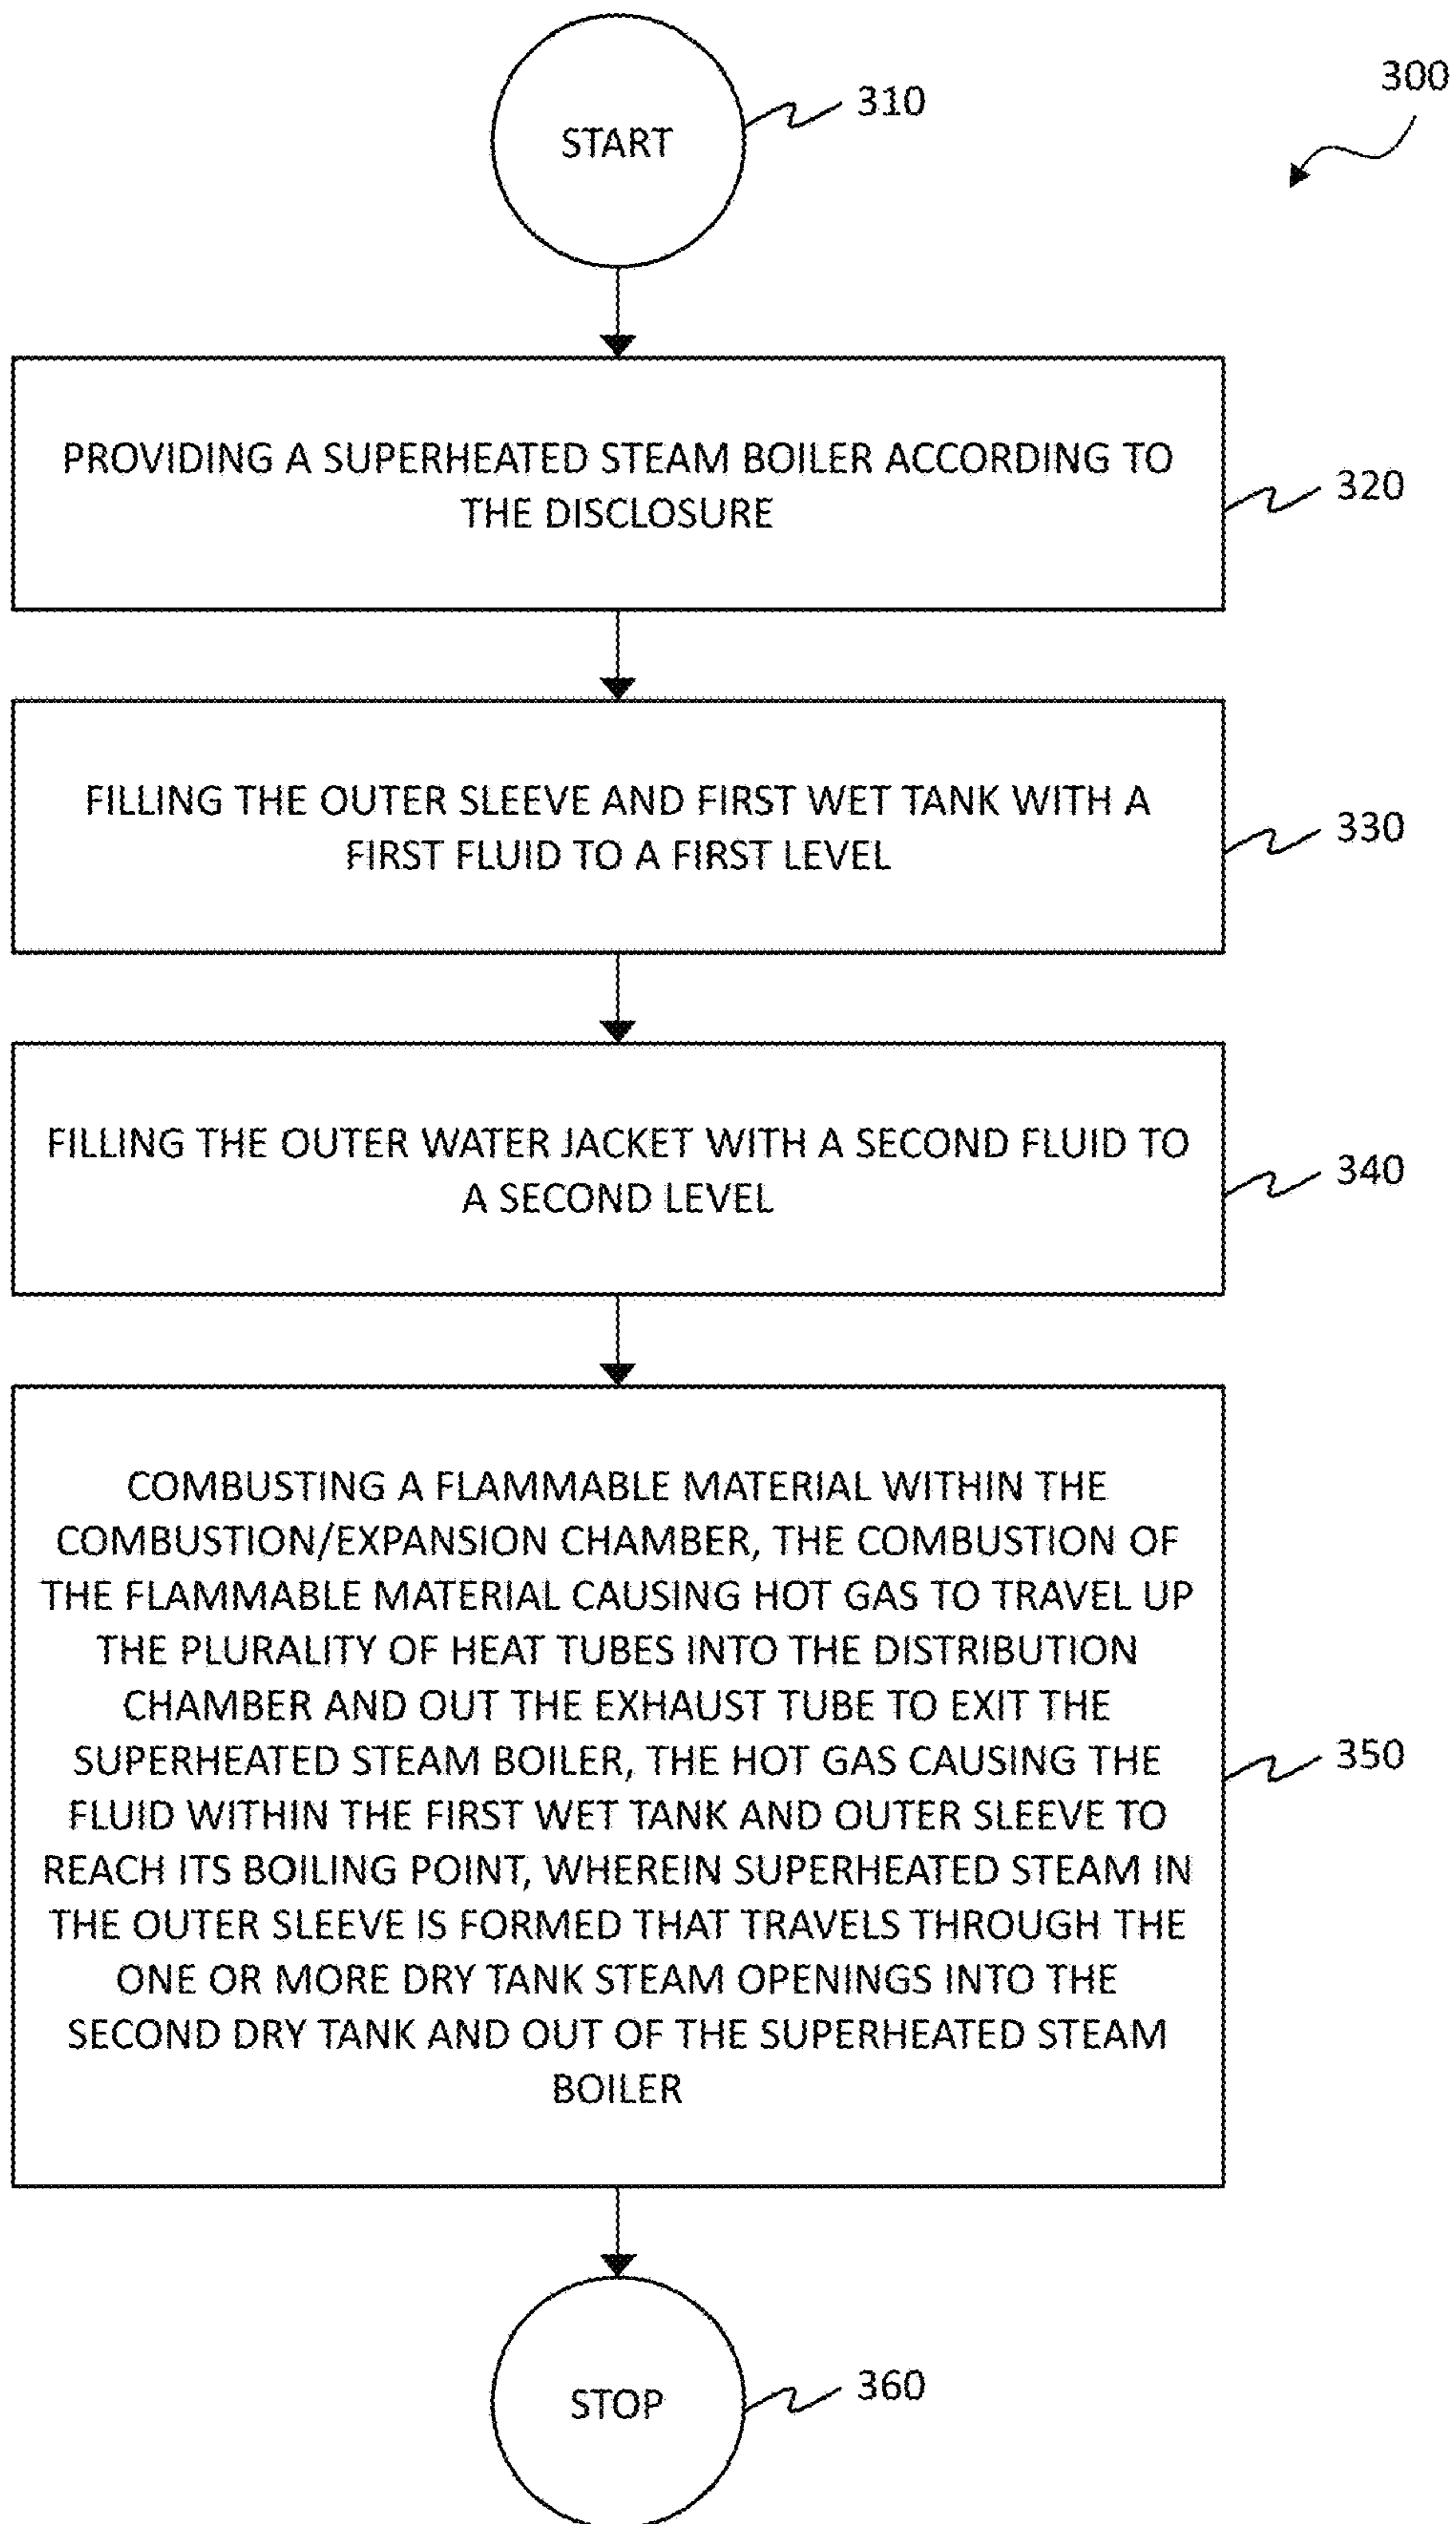 300
START
310
PROVIDING A SUPERHEATED STEAM BOILER ACCORDING TO
THE DISCLOSURE
320
FILLING THE OUTER SLEEVE AND FIRST WET TANK WITH A
FIRST FLUID TO A FIRST LEVEL
330
FILLING THE OUTER WATER JACKET WITH A SECOND FLUID TO
A SECOND LEVEL
340
COMBUSTING A FLAMMABLE MATERIAL WITHIN THE
COMBUSTION/EXPANSION CHAMBER, THE COMBUSTION OF
THE FLAMMABLE MATERIAL CAUSING HOT GAS TO TRAVEL UP
THE PLURALITY OF HEAT TUBES INTO THE DISTRIBUTION
CHAMBER AND OUT THE EXHAUST TUBE TO EXIT THE
SUPERHEATED STEAM BOILER, THE HOT GAS CAUSING THE
FLUID WITHIN THE FIRST WET TANK AND OUTER SLEEVE TO
REACH ITS BOILING POINT, WHEREIN SUPERHEATED STEAM IN
THE OUTER SLEEVE IS FORMED THAT TRAVELS THROUGH THE
ONE OR MORE DRY TANK STEAM OPENINGS INTO THE
SECOND DRY TANK AND OUT OF THE SUPERHEATED STEAM
BOILER
350
STOP
360